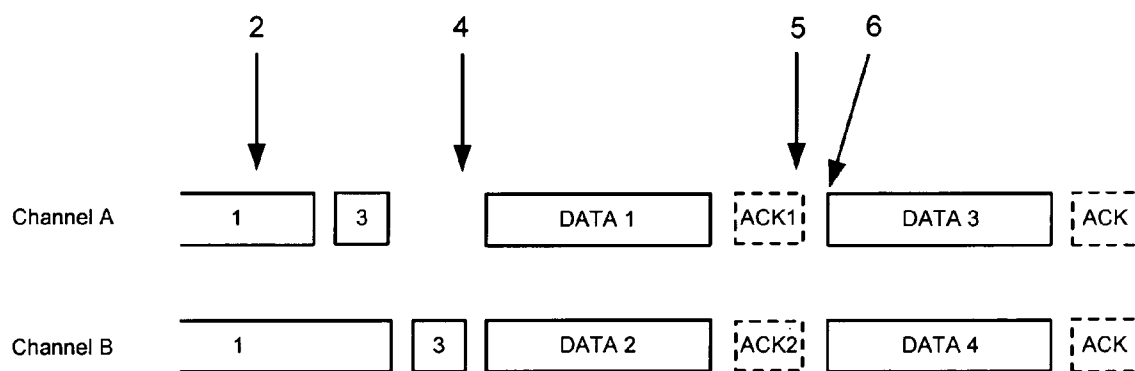 2 4 5 6
Channel A 1 3 DATA 1 ACK1 DATA 3 ACK
Channel B 1 3 DATA 2 ACK2 DATA 4 ACK